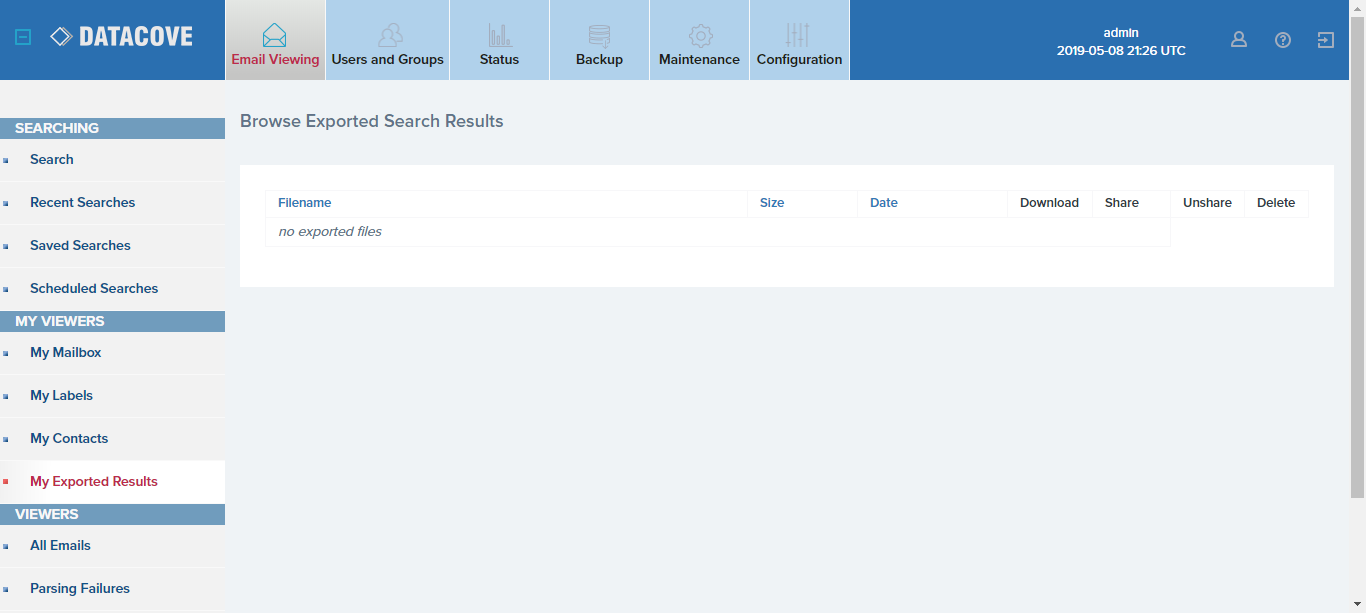 DATACOVE
Email Viewing
Users and Groups
Status
Backup
Maintenance
Configuration
admin
2019-05-08 21:26 UTC
SEARCHING
Search
Recent Searches
Saved Searches
Scheduled Searches
MY VIEWERS
My Mailbox
My Labels
My Contacts
My Exported Results
VIEWERS
All Emails
Parsing Failures
Browse Exported Search Results
Filename Size Date Download Share Unshare Delete
no exported files